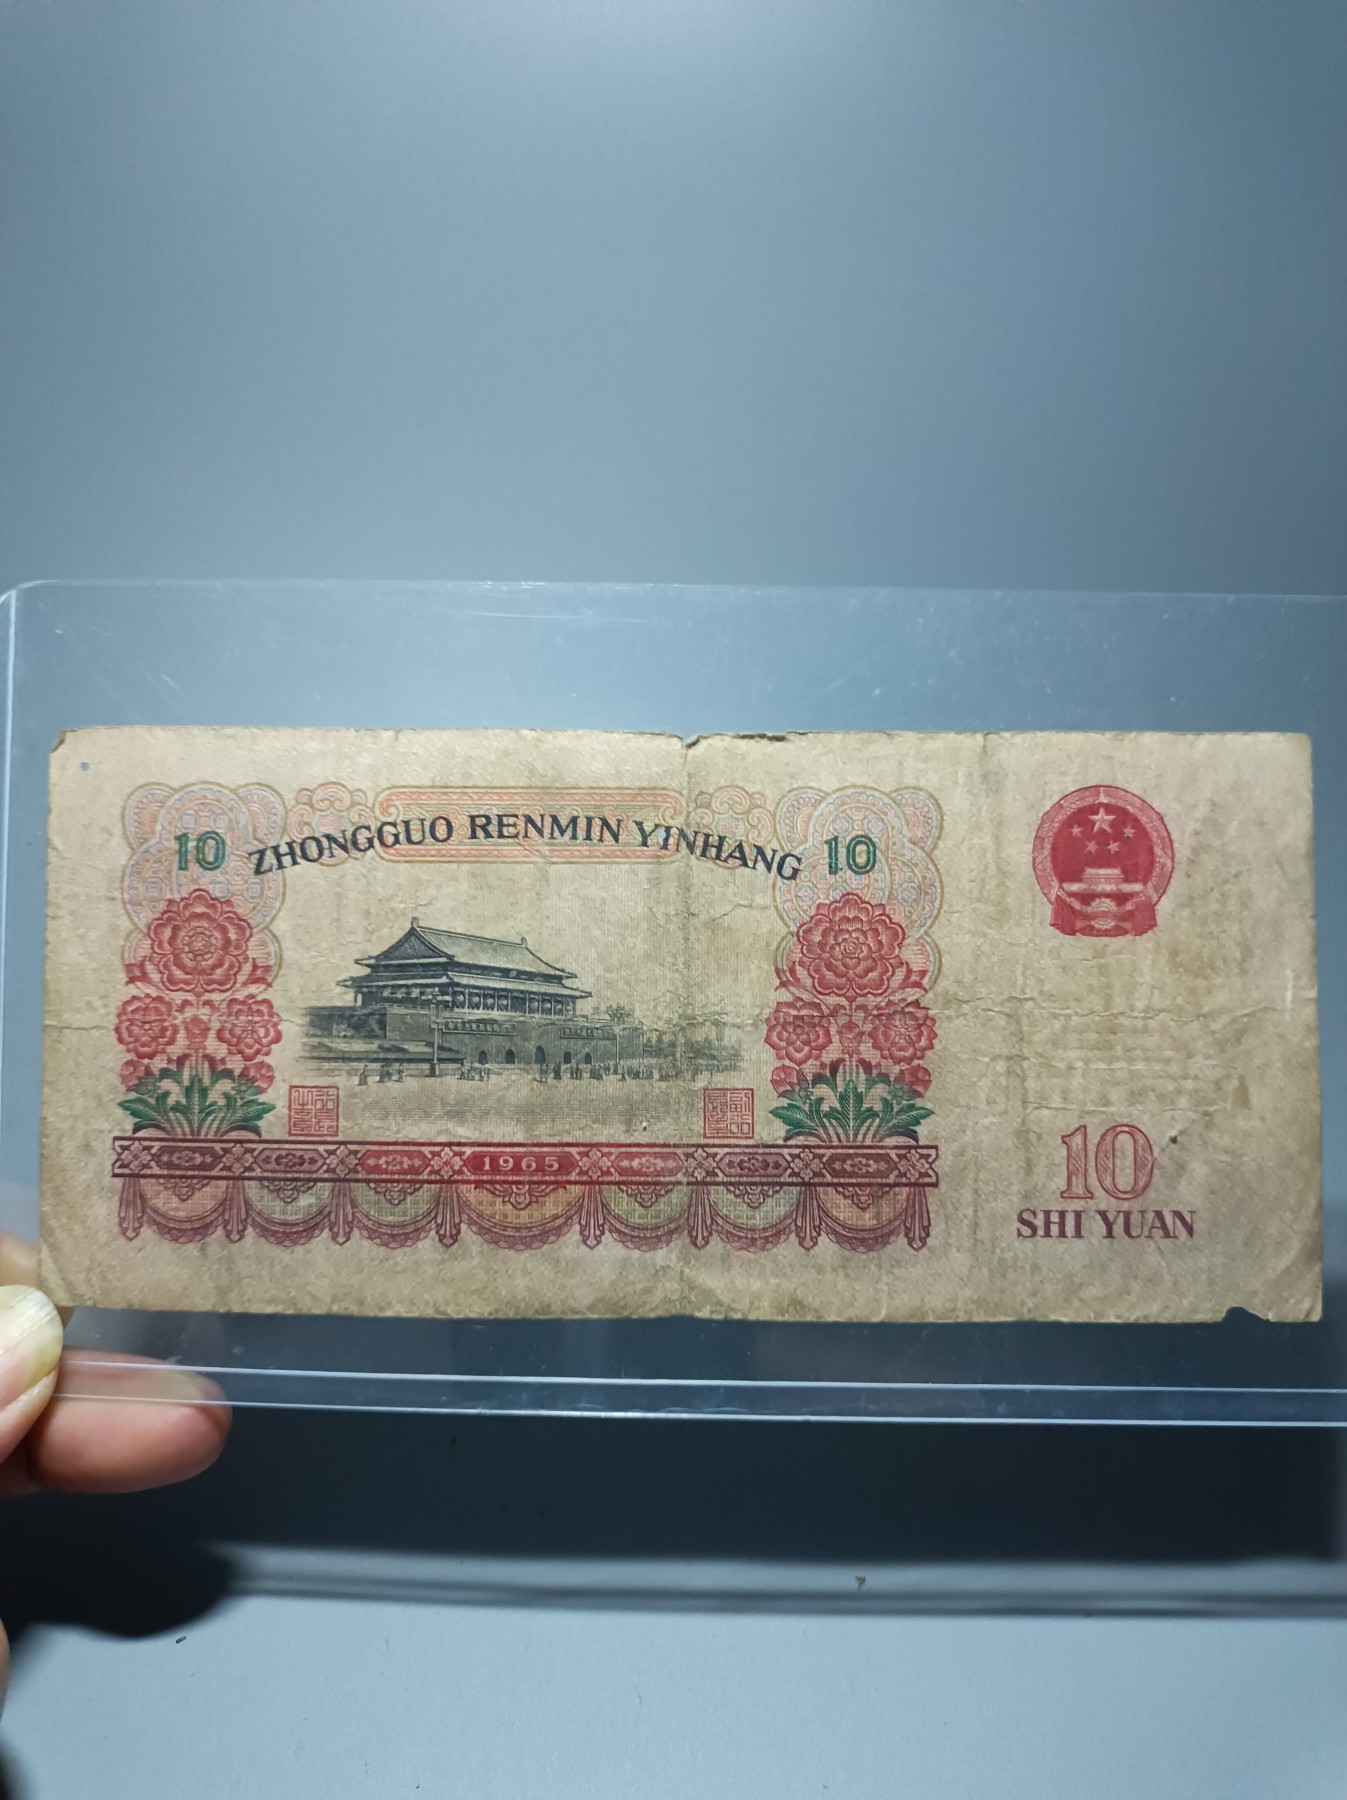 10 ZHONGGUO RENMIN YINHANG 10
1965
10
SHI YUAN